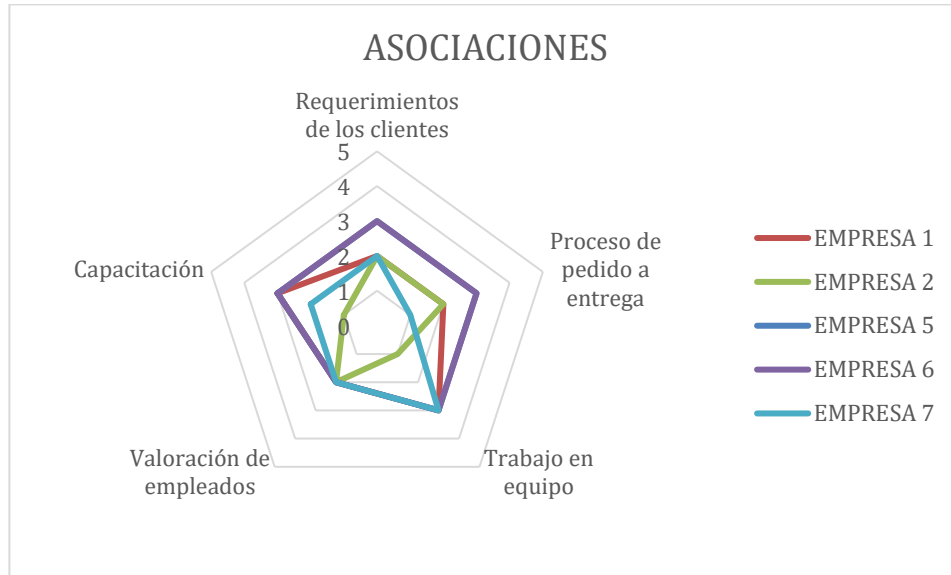 ASOCIACIONES
Requerimientos
de los clientes
5
4
3
2
1
0
Proceso de
pedido a
entrega
Trabajo en
equipo
Valoración de
empleados
Capacitación
EMPRESA 1
EMPRESA 2
EMPRESA 5
EMPRESA 6
EMPRESA 7